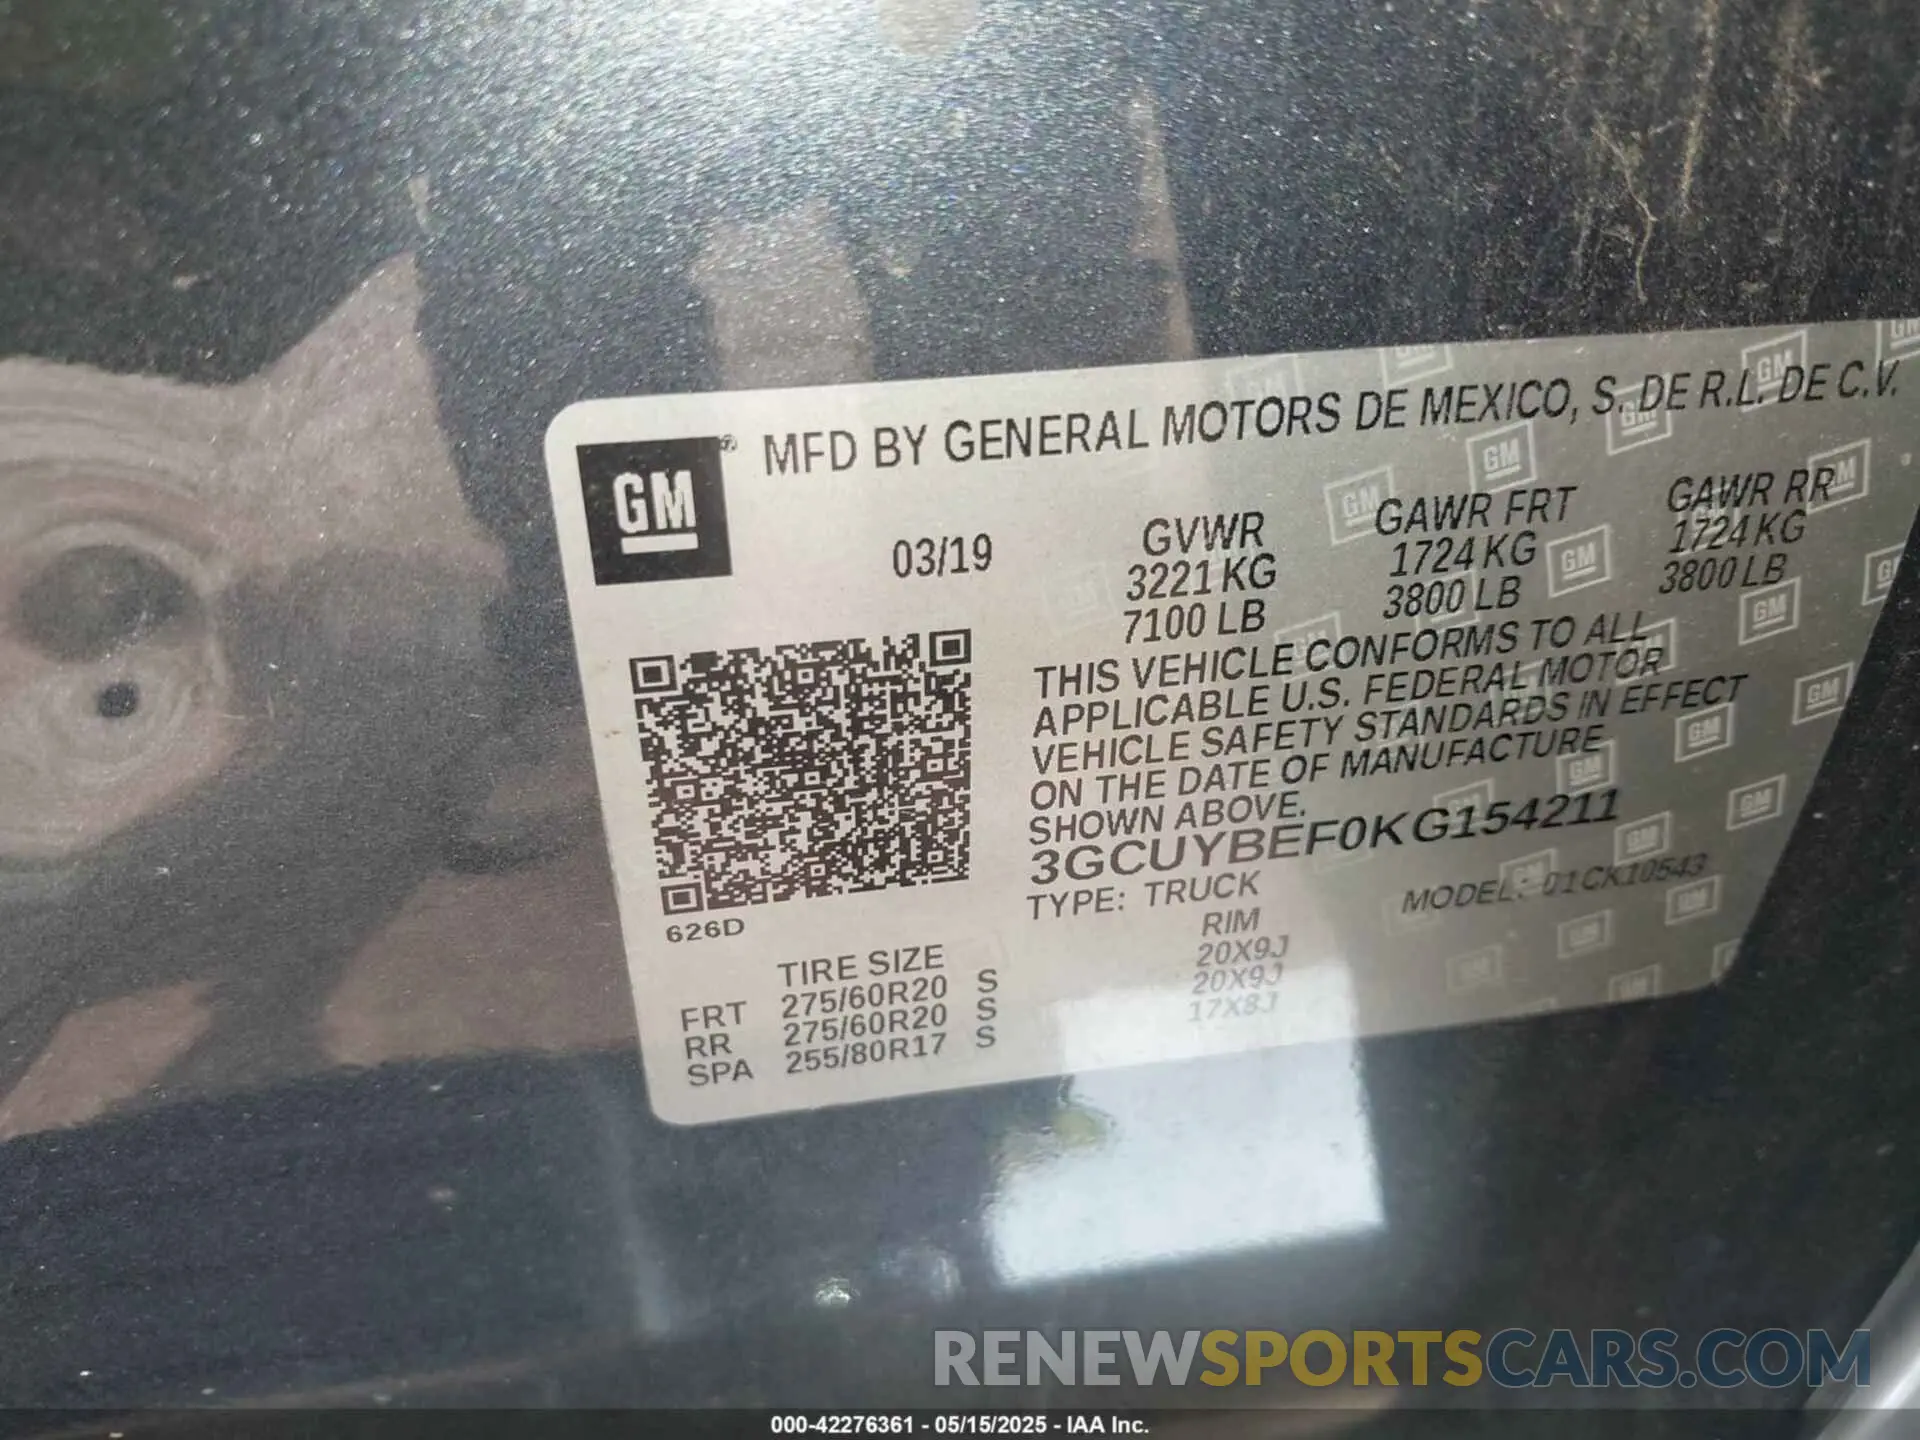 GM ® MFD BY GENERAL MOTORS DE MEXICO, S. DE R.L. DE C.V.
03/19 GVWR GAWR FRT GAWR RR
3221 KG 1724 KG 1724 KG
7100 LB 3800 LB 3800 LB
THIS VEHICLE CONFORMS TO ALL
APPLICABLE U.S. FEDERAL MOTOR
VEHICLE SAFETY STANDARDS IN EFFECT
ON THE DATE OF MANUFACTURE
SHOWN ABOVE.
3GCUYBEF0KG154211
TYPE: TRUCK MODEL: 01CK10543
626D
TIRE SIZE RIM
FRT 275/60R20 S 20X9J
RR 275/60R20 S 20X9J
SPA 255/80R17 S 17X8J
RENEWSPORTSCARS.COM
000-42276361 - 05/15/2025 - IAA Inc.